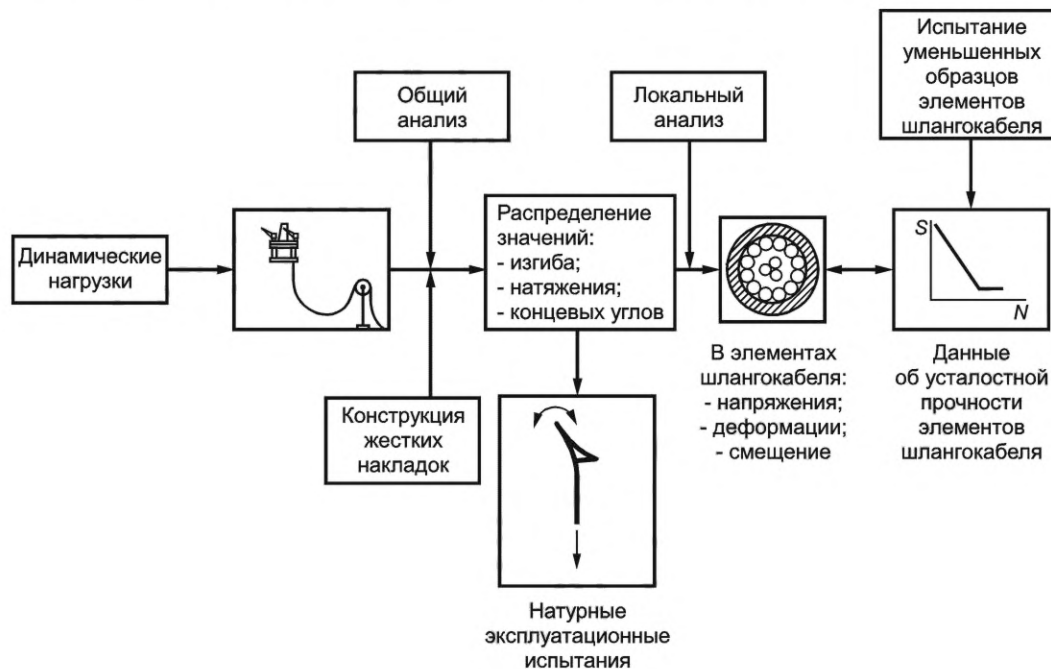 Испытание
уменьшенных
образцов
элементов
шлангокабеля
Общий
анализ
Локальный
анализ
Динамические
нагрузки
Распределение
значений:
- изгиба;
- натяжения;
- концевых углов
S
N
Конструкция
жестких
накладок
В элементах
шлангокабеля:
- напряжения;
- деформации;
- смещение
Данные
об усталостной
прочности
элементов
шлангокабеля
Натурные
эксплуатационные
испытания